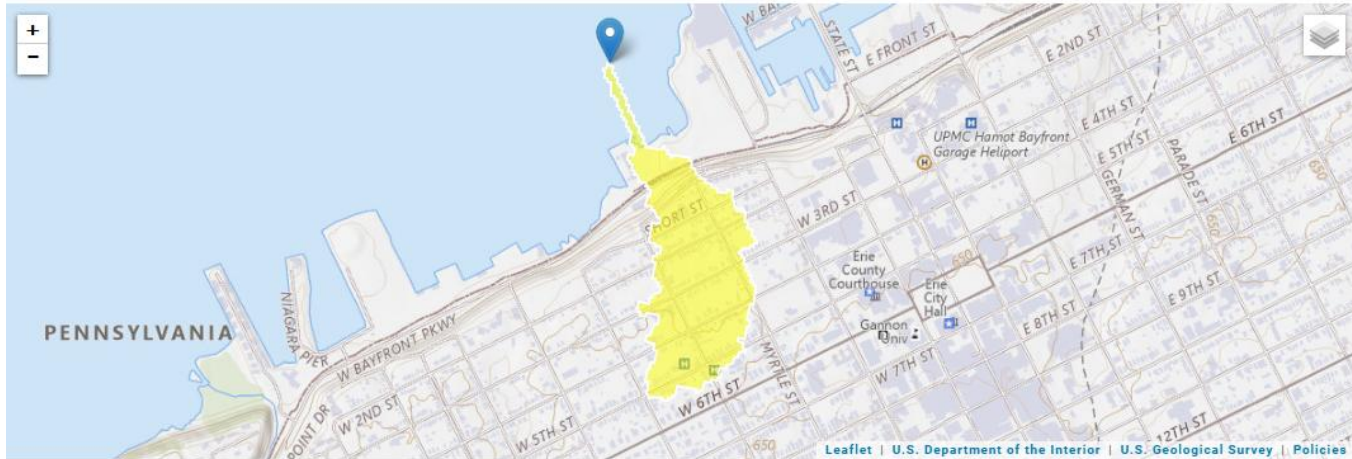 +
−
W BA
STATE ST
E FRONT ST
E 2ND ST
E 4TH ST
E 5TH ST
E 6TH ST
UPMC Hamot Bayfront
Garage Heliport
H
H
H
PARADE ST
GERMAN ST
SHORT ST
W 3RD ST
650
650
E 7TH ST
Erie
County
Courthouse
Erie
City
Hall
E 9TH ST
E 8TH ST
NIAGARA PIER
PENNSYLVANIA
W BAYFRONT PKWY
Gannon
Univ
W 7TH ST
MYRTLE ST
H
H
W 6TH ST
POINT DR
W 2ND ST
W 5TH ST
650
12TH ST
Leaflet | U.S. Department of the Interior | U.S. Geological Survey | Policies